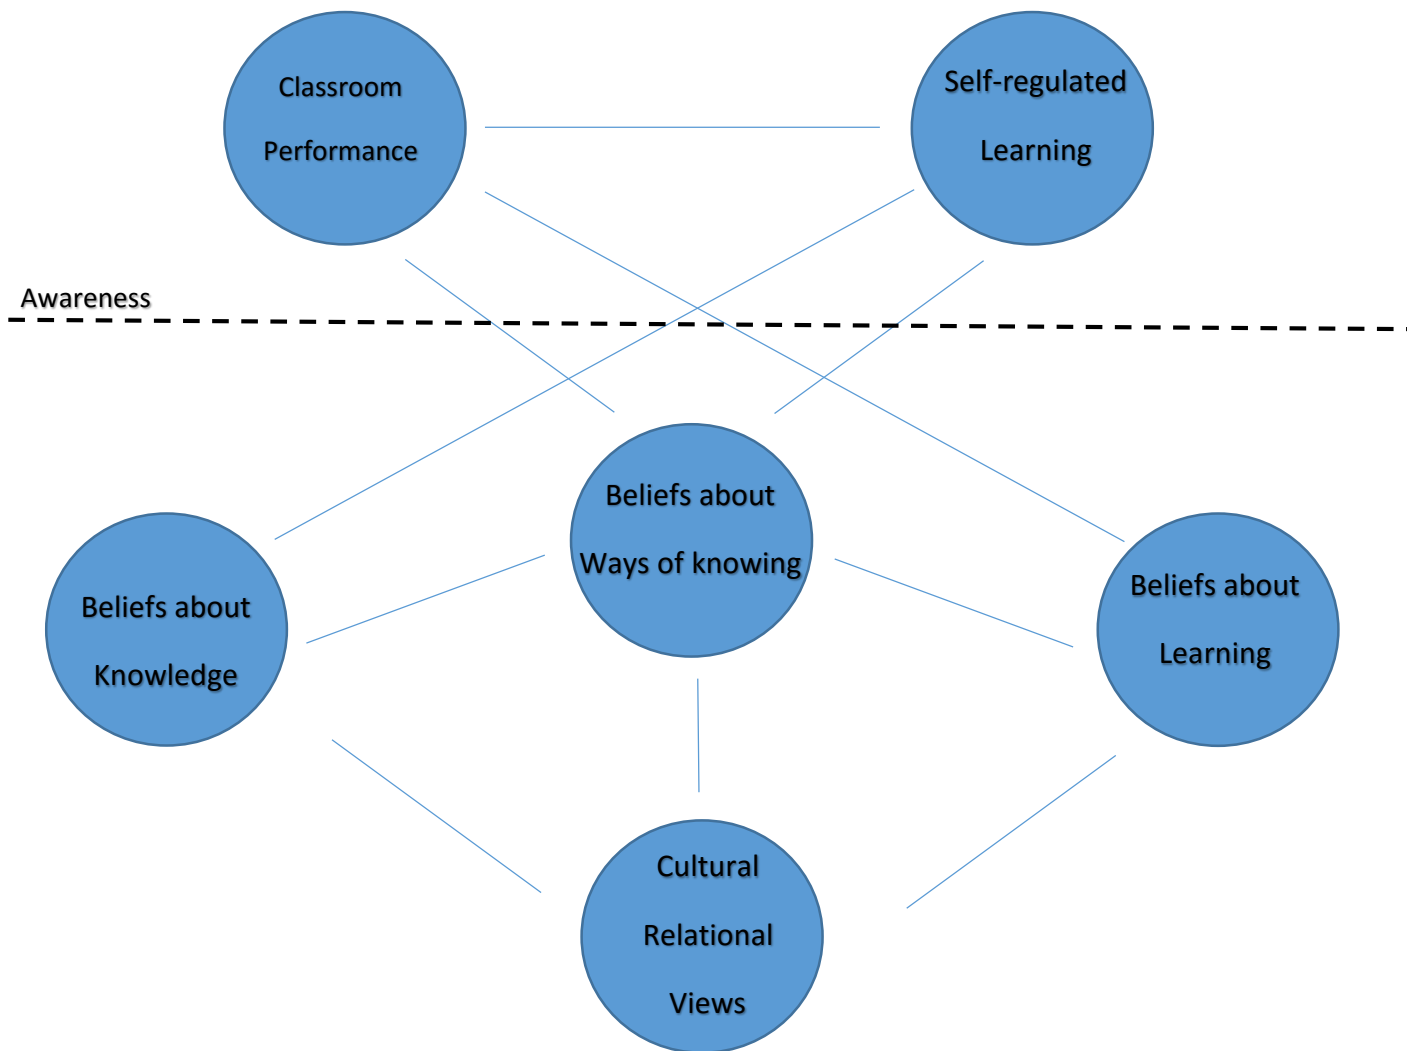 Classroom
Performance
Self-regulated
Learning
Awareness
Beliefs about
Ways of knowing
Beliefs about
Knowledge
Beliefs about
Learning
Cultural
Relational
Views